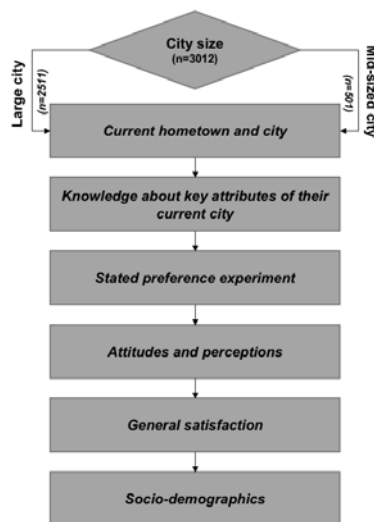 City size
(n=3012)
Large city
(n=2511)
(n=501)
Mid-sized city
Current hometown and city
Knowledge about key attributes of their
current city
Stated preference experiment
Attitudes and perceptions
General satisfaction
Socio-demographics